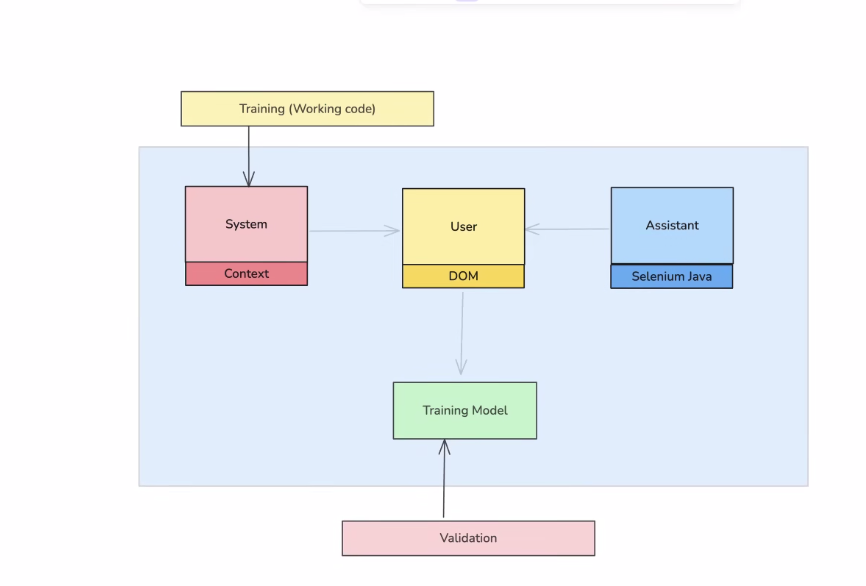 Training (Working code)
System
User
Assistant
Context
DOM
Selenium Java
Training Model
Validation